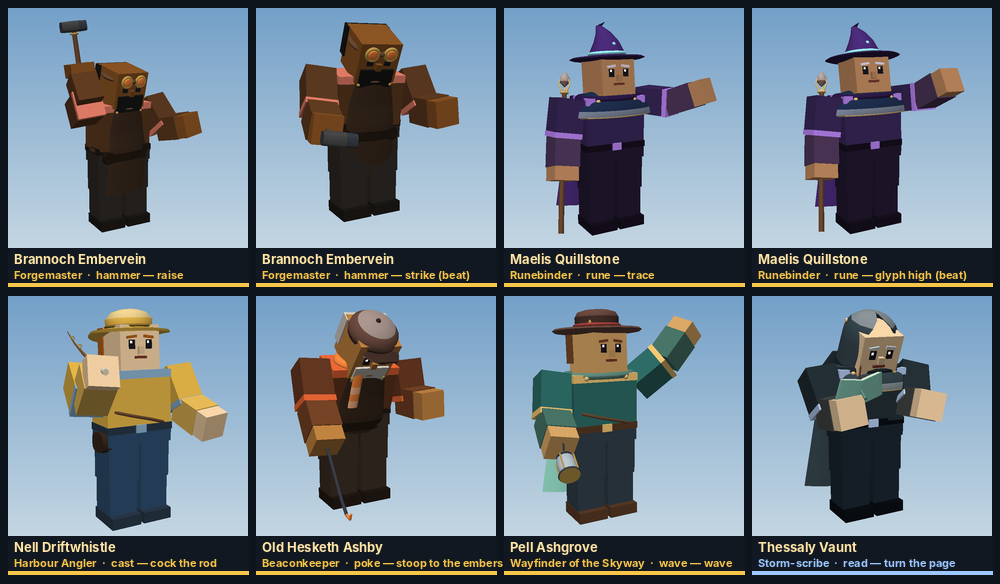 Brannoch Embervein
Forgemaster · hammer — raise
Brannoch Embervein
Forgemaster · hammer — strike (beat)
Maelis Quillstone
Runebinder · rune — trace
Maelis Quillstone
Runebinder · rune — glyph high (beat)
Nell Driftwhistle
Harbour Angler · cast — cock the rod
Old Hesketh Ashby
Beaconkeeper · poke — stoop to the embers
Pell Ashgrove
Wayfinder of the Skyway · wave — wave
Thessaly Vaunt
Storm-scribe · read — turn the page